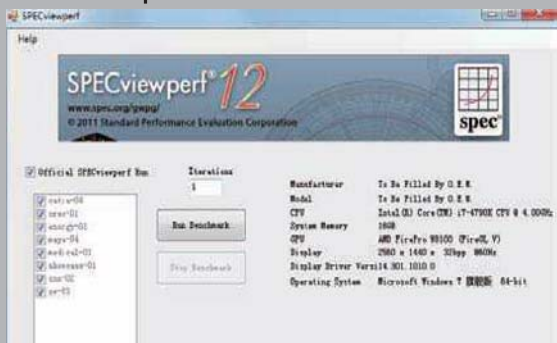 SPECviewperf
Help
SPECviewperf® 12
www.spec.org/gwpg/
© 2011 Standard Performance Evaluation Corporation
spec®
Official SPECviewperf Run
Iterations
1
catia-04
creo-01
energy-01
maya-04
medical-01
showcase-01
snx-02
sw-03
Run Benchmark
Stop Benchmark
Manufacturer To Be Filled By O.E.M.
Model To Be Filled By O.E.M.
CPU Intel(R) Core(TM) i7-4790K CPU @ 4.00GHz
System Memory 16GB
GPU AMD FirePro W8100 (FireGL V)
Display 2560 x 1440 x 32bpp @60Hz
Display Driver Versi14.301.1010.0
Operating System Microsoft Windows 7 旗舰版 64-bit